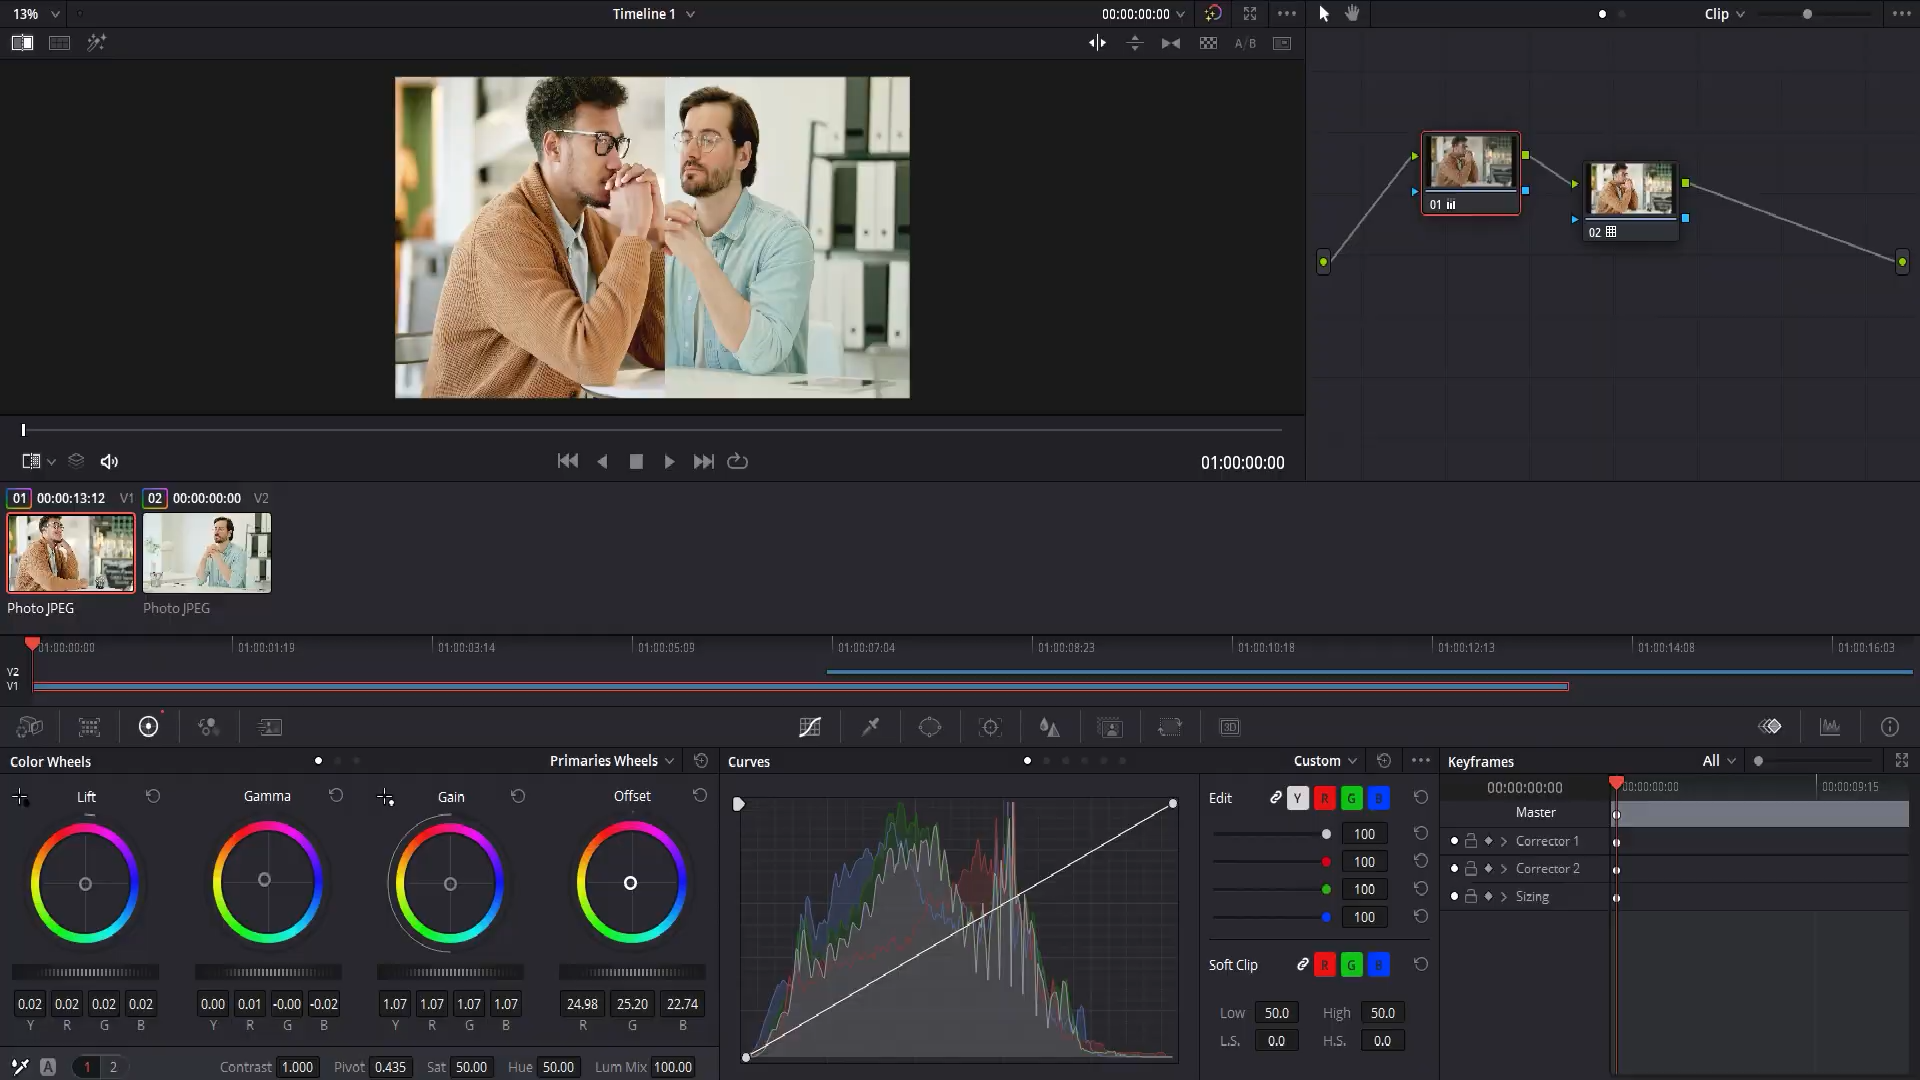 13%
Timeline 1
00:00:00:00
Clip
A/B
01
02
01:00:00:00
01 00:00:13:12 V1
02 00:00:00:00 V2
Photo JPEG
Photo JPEG
01:00:00:00 01:00:01:19 01:00:03:14 01:00:05:09 01:00:07:04 01:00:08:23 01:00:10:18 01:00:12:13 01:00:14:08 01:00:16:03
V2
V1
3D
Color Wheels
Primaries Wheels
Lift Gamma Gain Offset
0.02 0.02 0.02 0.02
Y R G B
0.00 0.01 -0.00 -0.02
Y R G B
1.07 1.07 1.07 1.07
Y R G B
24.98 25.20 22.74
R G B
A 1 2 Contrast 1.000 Pivot 0.435 Sat 50.00 Hue 50.00 Lum Mix 100.00
Curves
Custom
Edit Y R G B
100
100
100
100
Soft Clip R G B
Low 50.0 High 50.0
L.S. 0.0 H.S. 0.0
Keyframes
All
00:00:00:00 00:00:00:00 00:00:09:15
Master
Corrector 1
Corrector 2
Sizing